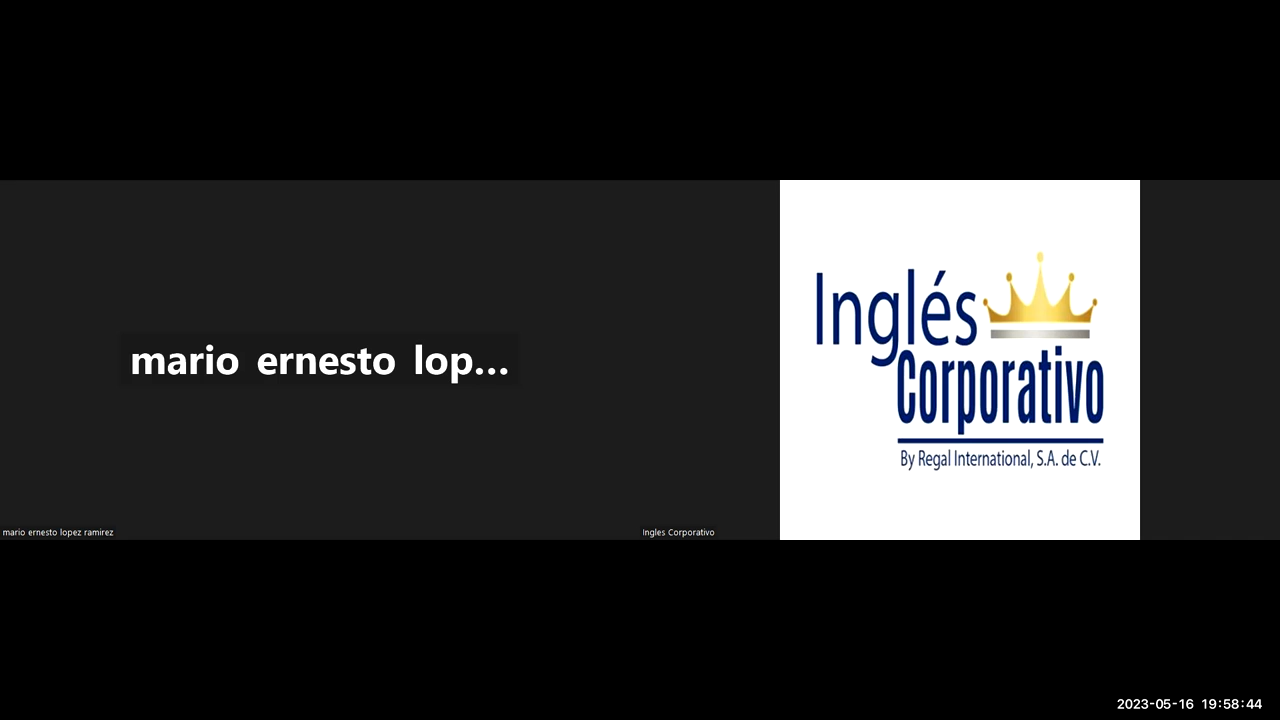 mario ernesto lop...
mario ernesto lopez ramirez
Inglés
Corporativo
By Regal International, S.A. de C.V.
Ingles Corporativo
2023-05-16 19:58:44